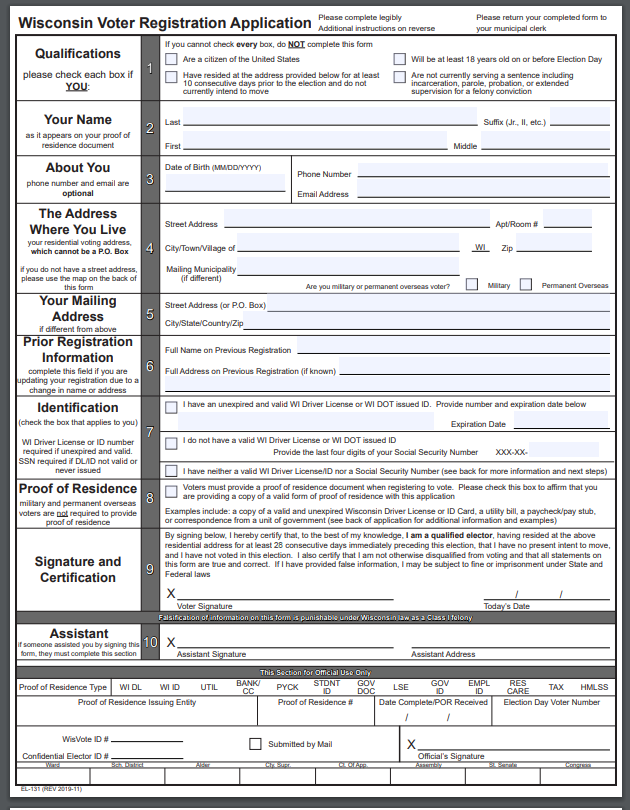 Wisconsin Voter Registration Application
Please complete legibly
Additional instructions on reverse
Please return your completed form to
your municipal clerk
Qualifications
please check each box if
YOU:
1
If you cannot check every box, do NOT complete this form
Are a citizen of the United States
Will be at least 18 years old on or before Election Day
Have resided at the address provided below for at least
10 consecutive days prior to the election and do not
currently intend to move
Are not currently serving a sentence including
incarceration, parole, probation, or extended
supervision for a felony conviction
Your Name
as it appears on your proof of
residence document
2
Last
Suffix (Jr., II, etc.)
First
Middle
About You
phone number and email are
optional
3
Date of Birth (MM/DD/YYYY)
Phone Number
Email Address
The Address
Where You Live
your residential voting address,
which cannot be a P.O. Box
if you do not have a street address,
please use the map on the back of
this form
4
Street Address
Apt/Room #
City/Town/Village of
WI
Zip
Mailing Municipality
(if different)
Are you military or permanent overseas voter?
Military
Permanent Overseas
Your Mailing
Address
if different from above
5
Street Address (or P.O. Box)
City/State/Country/Zip
Prior Registration
Information
complete this field if you are
updating your registration due to a
change in name or address
6
Full Name on Previous Registration
Full Address on Previous Registration (if known)
Identification
(check the box that applies to you)
WI Driver License or ID number
required if unexpired and valid.
SSN required if DL/ID not valid or
never issued
7
I have an unexpired and valid WI Driver License or WI DOT issued ID. Provide number and expiration date below
Expiration Date
I do not have a valid WI Driver License or WI DOT issued ID
Provide the last four digits of your Social Security Number XXX-XX-
I have neither a valid WI Driver License/ID nor a Social Security Number (see back for more information and next steps)
Proof of Residence
military and permanent overseas
voters are not required to provide
proof of residence
8
Voters must provide a proof of residence document when registering to vote. Please check this box to affirm that you
are providing a copy of a valid form of proof of residence with this application
Examples include: a copy of a valid and unexpired Wisconsin Driver License or ID Card, a utility bill, a paycheck/pay stub,
or correspondence from a unit of government (see back of application for additional information and examples)
Signature and
Certification
9
By signing below, I hereby certify that, to the best of my knowledge, I am a qualified elector, having resided at the above
residential address for at least 28 consecutive days immediately preceding this election, that I have no present intent to move,
and I have not voted in this election. I also certify that I am not otherwise disqualified from voting and that all statements on
this form are true and correct. If I have provided false information, I may be subject to fine or imprisonment under State and
Federal laws
X
/ /
Voter Signature
Today's Date
Falsification of information on this form is punishable under Wisconsin law as a Class I felony
Assistant
if someone assisted you by signing this
form, they must complete this section
10
X
Assistant Signature
Assistant Address
This Section for Official Use Only
Proof of Residence Type WI DL WI ID UTIL BANK/CC PYCK STDNT ID GOV DOC LSE GOV ID EMPL ID RES CARE TAX HMLSS
Proof of Residence Issuing Entity
Proof of Residence #
Date Complete/POR Received
/ /
Election Day Voter Number
WisVote ID #
Confidential Elector ID #
Submitted by Mail
X
Official's Signature
Ward Sch. District Alder Cty. Supr. Ct. Of App. Assembly St. Senate Congress
EL-131 (REV 2019-11)